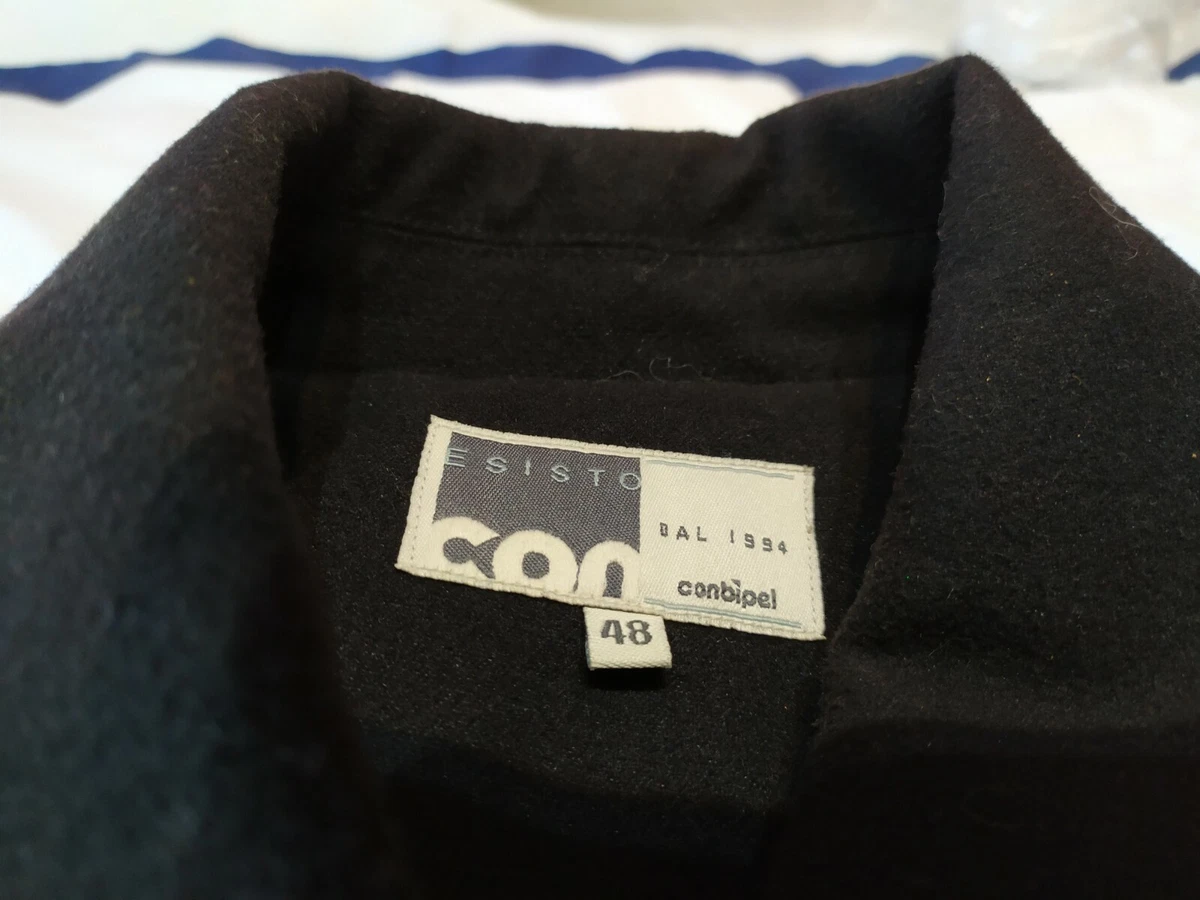 ESISTO
con
DAL 1994
conbipel
48